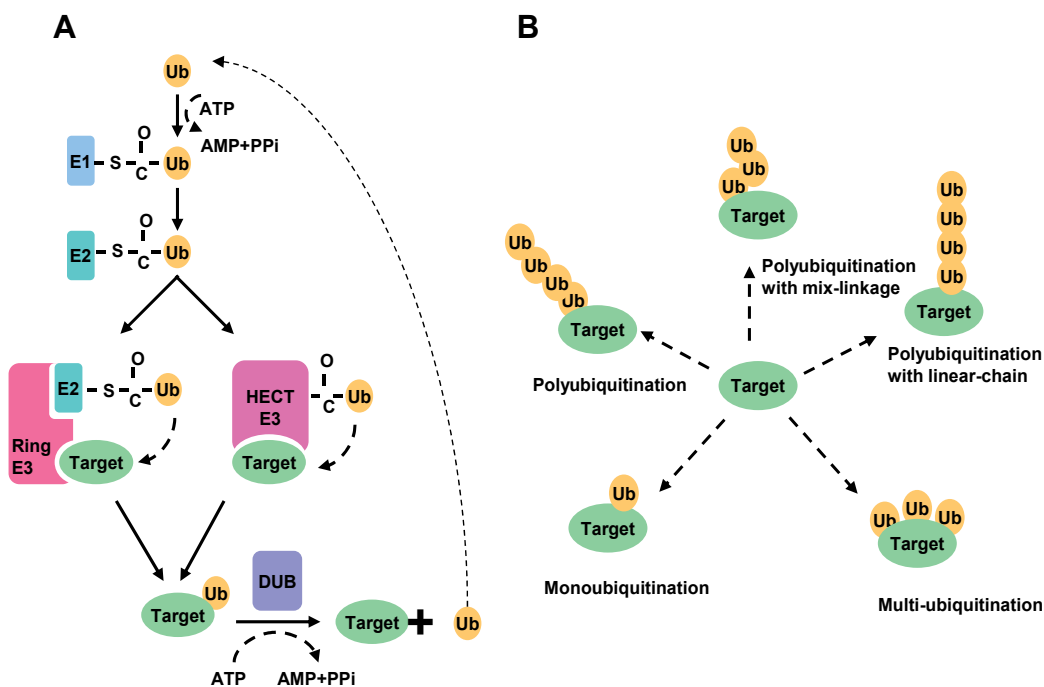 A
Ub
ATP
AMP+PPi
E1
S
C
O
Ub
E2
S
C
O
Ub
Ring
E3
E2
S
C
O
Ub
Target
HECT
E3
C
O
Ub
Target
Target
Ub
DUB
ATP
AMP+PPi
Target
+
Ub
B
Ub
Ub
Ub
Target
Polyubiquitination
with mix-linkage
Ub
Ub
Ub
Ub
Target
Polyubiquitination
Ub
Ub
Ub
Ub
Target
Polyubiquitination
with linear-chain
Target
Ub
Target
Monoubiquitination
Ub
Ub
Ub
Target
Multi-ubiquitination